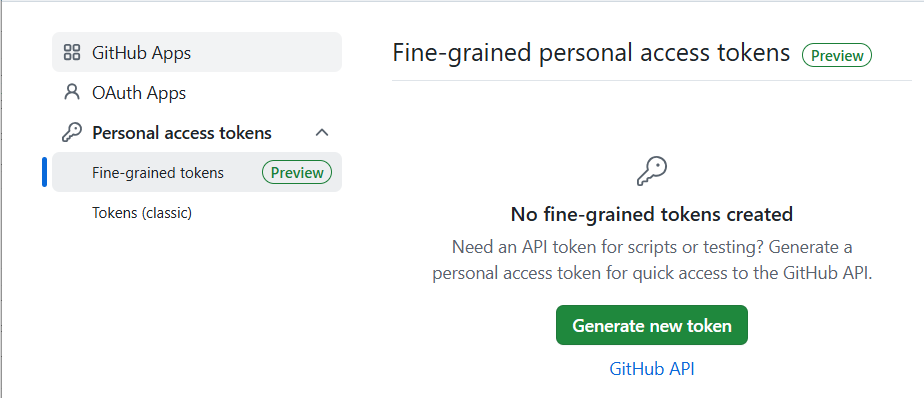 GitHub Apps
OAuth Apps
Personal access tokens
Fine-grained tokens Preview
Tokens (classic)
Fine-grained personal access tokens Preview
No fine-grained tokens created
Need an API token for scripts or testing? Generate a
personal access token for quick access to the GitHub API.
Generate new token
GitHub API